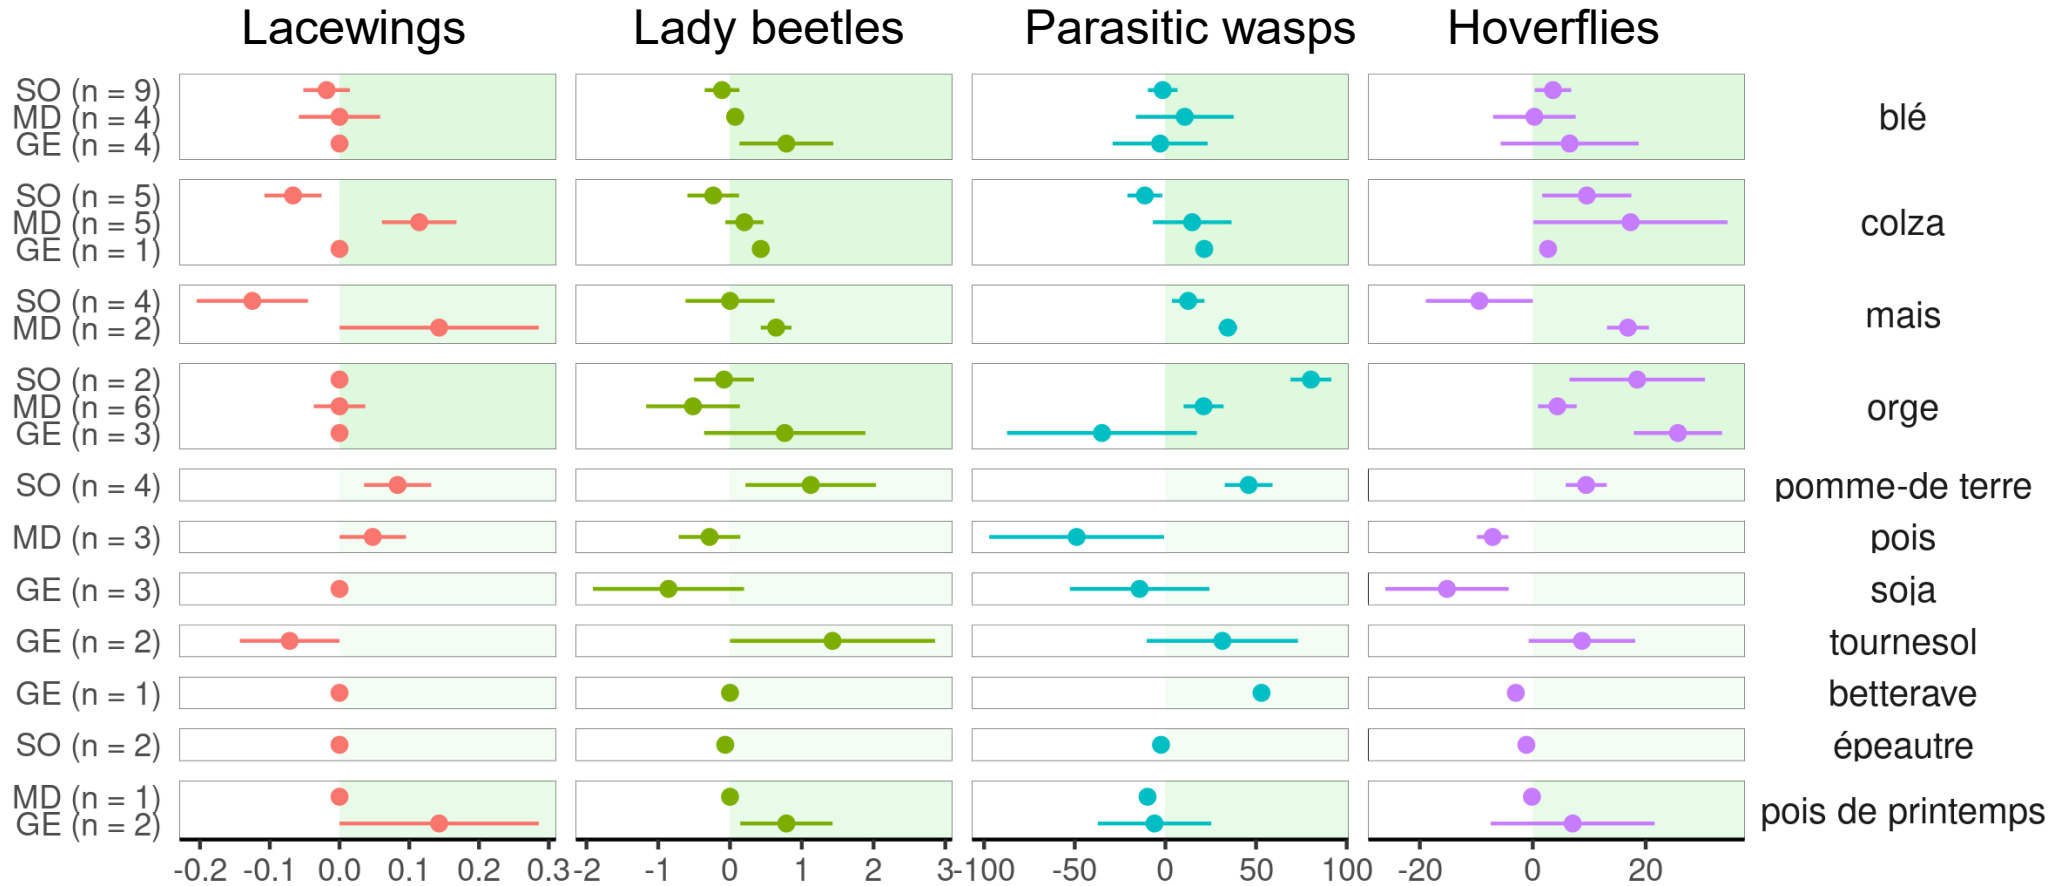 Lacewings Lady beetles Parasitic wasps Hoverflies
SO (n = 9)
MD (n = 4)
GE (n = 4)
blé
SO (n = 5)
MD (n = 5)
GE (n = 1)
colza
SO (n = 4)
MD (n = 2)
mais
SO (n = 2)
MD (n = 6)
GE (n = 3)
orge
SO (n = 4)
pomme-de terre
MD (n = 3)
pois
GE (n = 3)
soja
GE (n = 2)
tournesol
GE (n = 1)
betterave
SO (n = 2)
épeautre
MD (n = 1)
GE (n = 2)
pois de printemps
-0.2 -0.1 0.0 0.1 0.2 0.3 -2 -1 0 1 2 3 -100 -50 0 50 100 -20 0 20